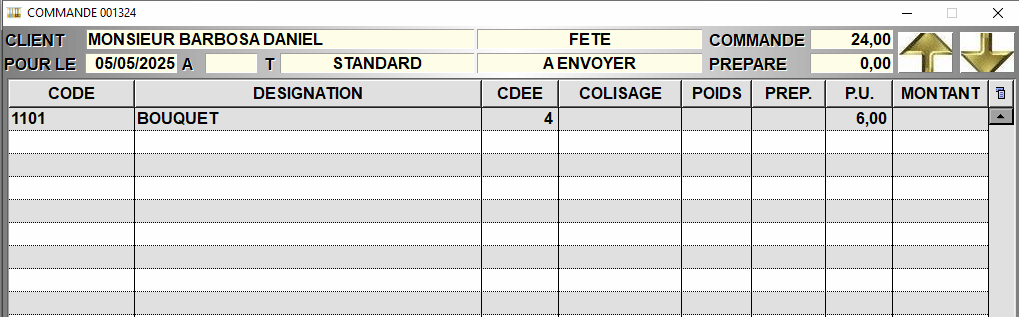 COMMANDE 001324
CLIENT MONSIEUR BARBOSA DANIEL FETE COMMANDE 24,00
POUR LE 05/05/2025 A T STANDARD A ENVOYER PREPARE 0,00
CODE DESIGNATION CDEE COLISAGE POIDS PREP. P.U. MONTANT
1101 BOUQUET 4 6,00